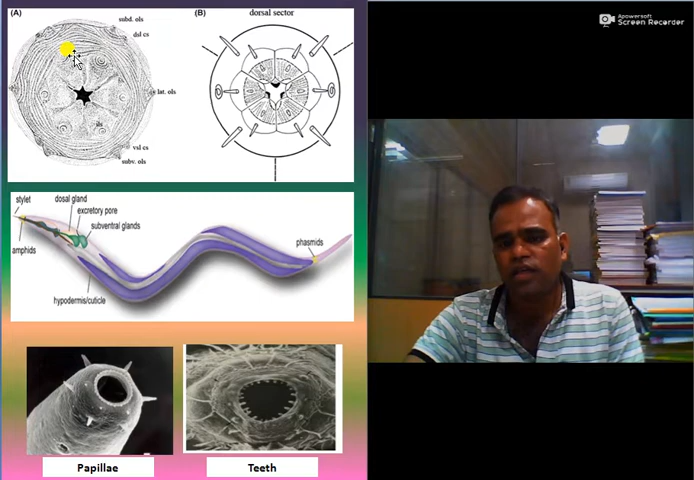 (A)
subd. ols
dsl cs
lat. ols
ils
vsl cs
subv. ols
(B)
dorsal sector
Apowersoft
Screen Recorder
stylet
dosal gland
excretory pore
subventral glands
amphids
hypodermis/cuticle
phasmids
Papillae
Teeth